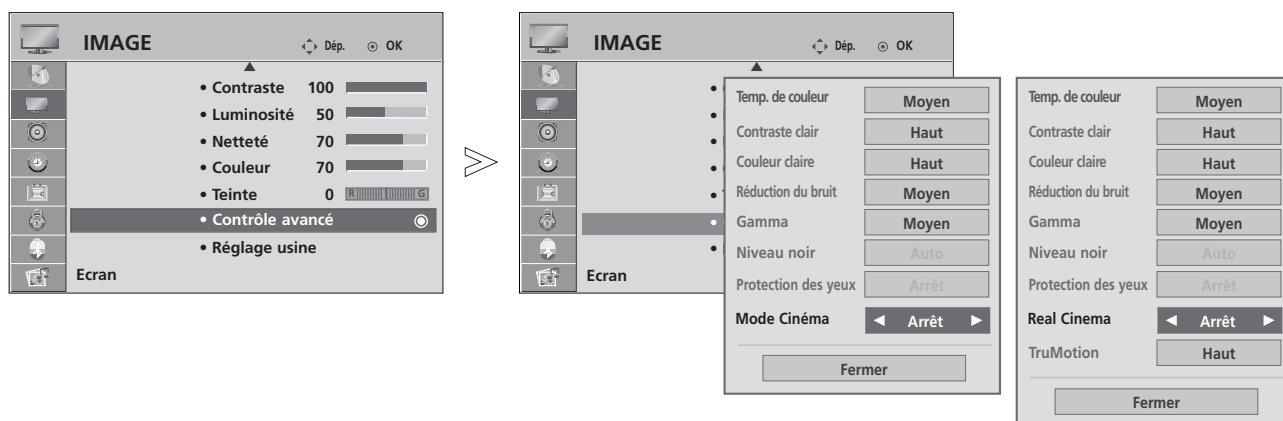 IMAGE
Dép. OK
• Contraste 100
• Luminosité 50
• Netteté 70
• Couleur 70
• Teinte 0 R G
• Contrôle avancé
• Réglage usine
Ecran
IMAGE
Dép. OK
Ecran
Temp. de couleur Moyen
Contraste clair Haut
Couleur claire Haut
Réduction du bruit Moyen
Gamma Moyen
Niveau noir Auto
Protection des yeux Arrêt
Mode Cinéma ◀ Arrêt ▶
Fermer
Temp. de couleur Moyen
Contraste clair Haut
Couleur claire Haut
Réduction du bruit Moyen
Gamma Moyen
Niveau noir Auto
Protection des yeux Arrêt
Real Cinema ◀ Arrêt ▶
TruMotion Haut
Fermer